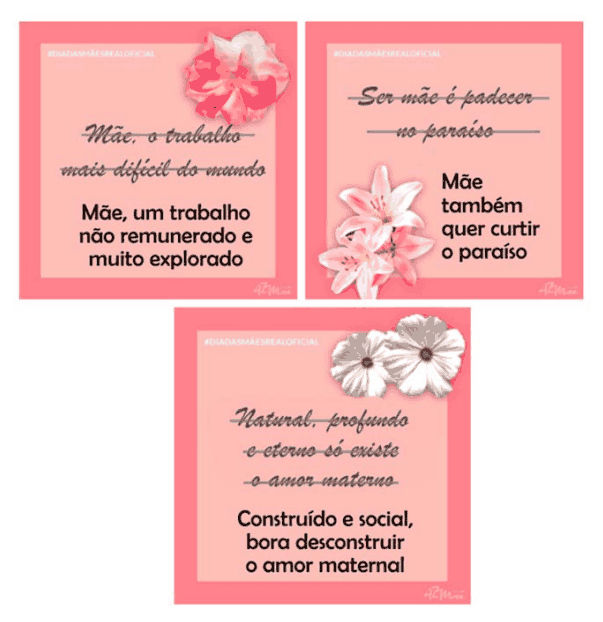 #DIADASMÃESREALOFICIAL
Mãe, o trabalho
mais difícil do mundo
Mãe, um trabalho
não remunerado e
muito explorado
#DIADASMÃESREALOFICIAL
Ser mãe é padecer
no paraíso
Mãe
também
quer curtir
o paraíso
#DIADASMÃESREALOFICIAL
Natural, profundo
e eterno só existe
o amor materno
Construído e social,
bora desconstruir
o amor maternal